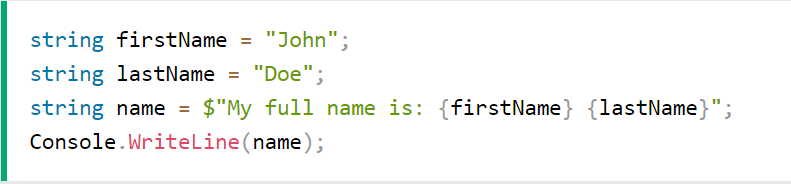 string firstName = "John";
string lastName = "Doe";
string name = $"My full name is: {firstName} {lastName}";
Console.WriteLine(name);